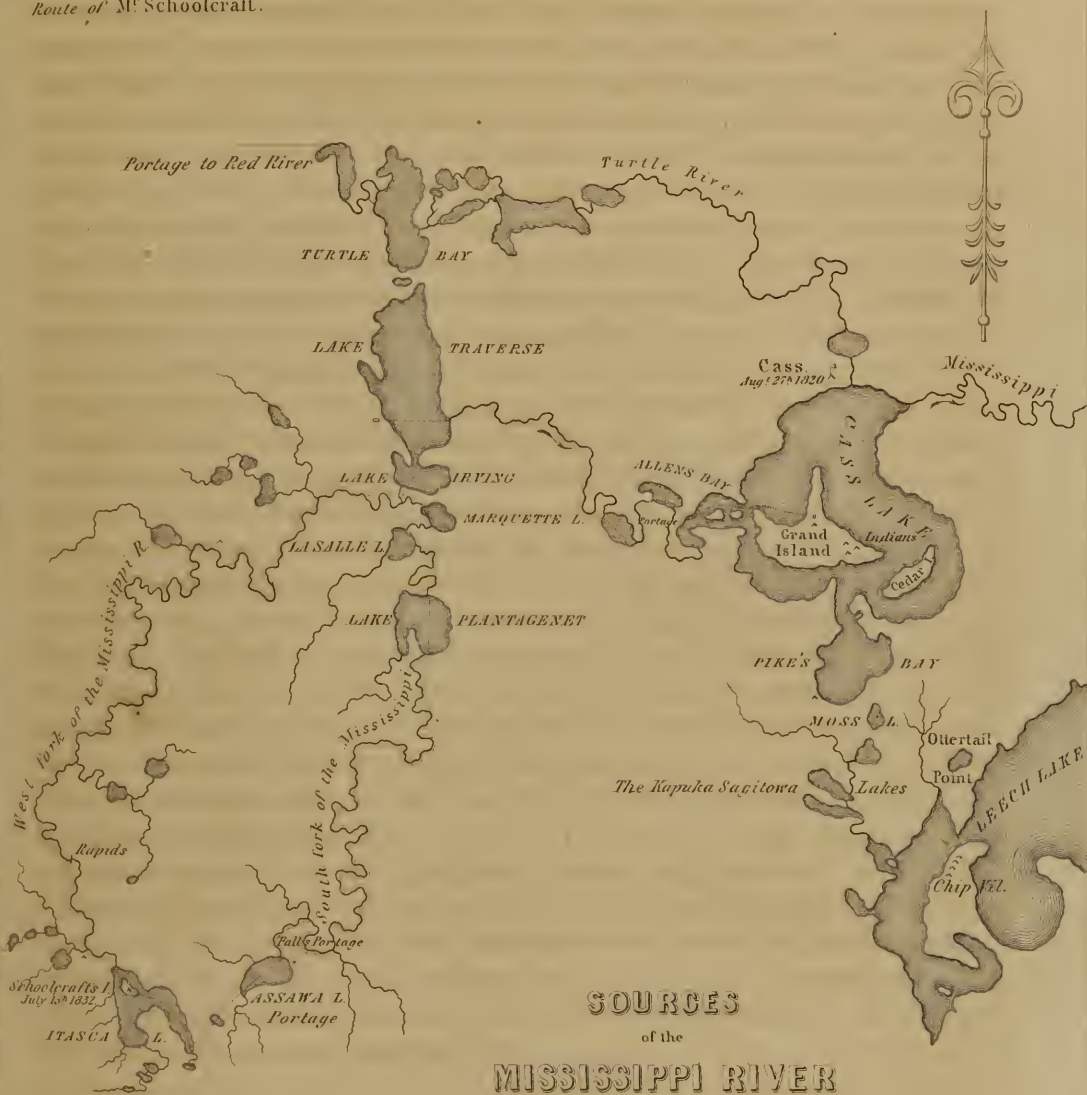 Route of Mr. Schoolcraft.
Portage to Red River
Turtle River
TURTLE BAY
LAKE TRAVERSE
Cass.
Augt. 27th 1820
Mississippi
CASS LAKE
ALLENS BAY
LAKE IRVING
MARQUETTE L.
Portage
Grand
Island
Indians
Cedar I.
LASALLE L.
LAKE PLANTAGENET
West Fork of the Mississippi R.
PIKE'S BAY
South Fork of the Mississippi
MOSS L.
Ottertail
Point
LEECH LAKE
The Kapuka Sagitowa Lakes
Rapids
Chip Vil.
Portage
Schoolcrafts I.
July 13th 1832
ASSAWA L.
Portage
ITASCA L.
SOURCES
of the
MISSISSIPPI RIVER